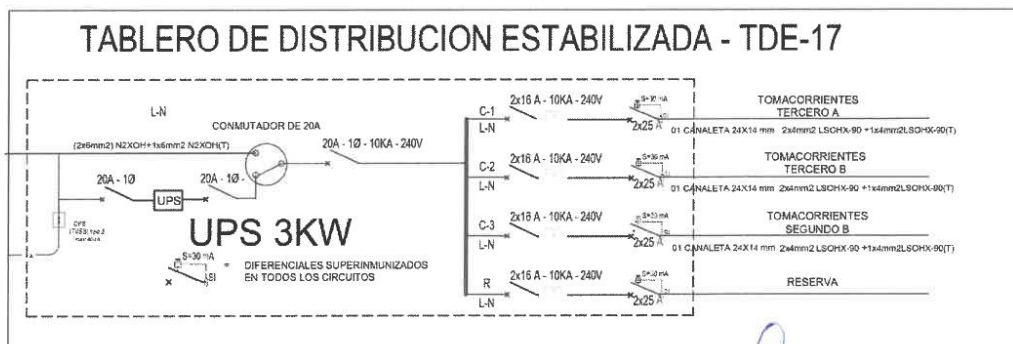 TABLERO DE DISTRIBUCION ESTABILIZADA - TDE-17
L-N
CONMUTADOR DE 20A
(2x6mm2) N2XOH+1x6mm2 N2XOH(T)
20A - 1Ø - 10KA - 240V
20A - 1Ø
UPS
20A - 1Ø -
UPS 3KW
S=30 mA
ASI
= DIFERENCIALES SUPERINMUNIZADOS
EN TODOS LOS CIRCUITOS
C-1
L-N
2x16 A - 10KA - 240V
2x25 A
TOMACORRIENTES
TERCERO A
01 CANALETA 24X14 mm 2x4mm2 LSOHX-90 +1x4mm2LSOHX-90(T)
C-2
L-N
2x16 A - 10KA - 240V
S=30 mA
2x25 A
TOMACORRIENTES
TERCERO B
01 CANALETA 24X14 mm 2x4mm2 LSOHX-90 +1x4mm2LSOHX-90(T)
C-3
L-N
2x16 A - 10KA - 240V
S=30 mA
2x25 A
TOMACORRIENTES
SEGUNDO B
01 CANALETA 24X14 mm 2x4mm2 LSOHX-90 +1x4mm2LSOHX-90(T)
R
L-N
2x16 A - 10KA - 240V
S=30 mA
2x25 A
RESERVA